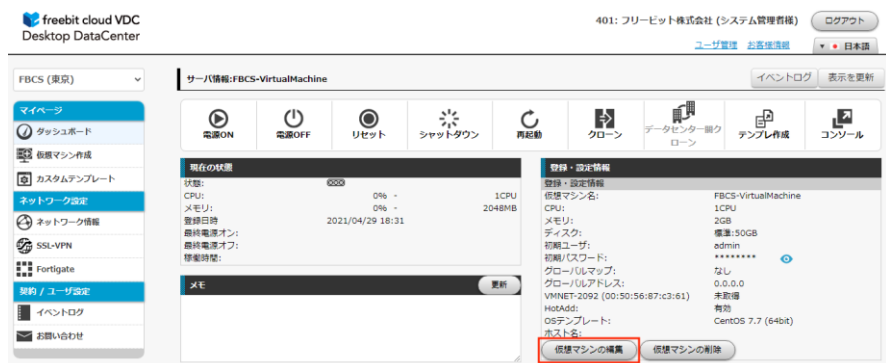 freebit cloud VDC
Desktop DataCenter
401: フリービット株式会社 (システム管理者様)
ログアウト
ユーザ管理 お客様情報
日本語
FBCS (東京)
サーバ情報:FBCS-VirtualMachine
イベントログ 表示を更新
マイページ
ダッシュボード
仮想マシン作成
カスタムテンプレート
ネットワーク設定
ネットワーク情報
SSL-VPN
Fortigate
契約 / ユーザ設定
イベントログ
お問い合わせ
電源ON
電源OFF
リセット
シャットダウン
再起動
クローン
データセンター間ク
ローン
テンプレ作成
コンソール
現在の状態
状態:
CPU: 0% - 1CPU
メモリ: 0% - 2048MB
登録日時 2021/04/29 18:31
最終電源オン:
最終電源オフ:
稼働時間:
メモ
更新
登録・設定情報
登録・設定情報
仮想マシン名: FBCS-VirtualMachine
CPU: 1CPU
メモリ: 2GB
ディスク: 標準:50GB
初期ユーザ: admin
初期パスワード: ********
グローバルマップ: なし
グローバルアドレス: 0.0.0.0
VMNET-2092 (00:50:56:87:c3:61) 未取得
HotAdd: 有効
OSテンプレート: CentOS 7.7 (64bit)
ホスト名:
仮想マシンの編集 仮想マシンの削除